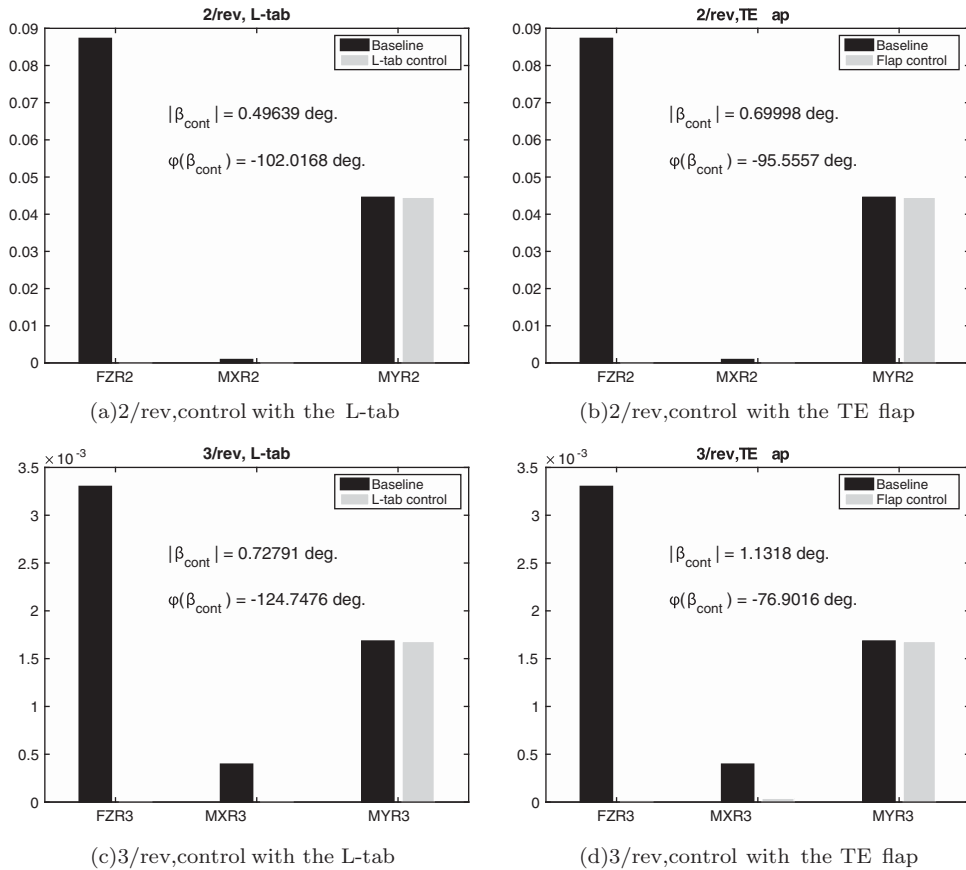 2/rev, L-tab
0.09
0.08
0.07
0.06
0.05
0.04
0.03
0.02
0.01
0
Baseline
L-tab control
|β_cont| = 0.49639 deg.
φ(β_cont) = -102.0168 deg.
FZR2 MXR2 MYR2
(a)2/rev,control with the L-tab
2/rev,TE ap
0.09
0.08
0.07
0.06
0.05
0.04
0.03
0.02
0.01
0
Baseline
Flap control
|β_cont| = 0.69998 deg.
φ(β_cont) = -95.5557 deg.
FZR2 MXR2 MYR2
(b)2/rev,control with the TE flap
3/rev, L-tab
×10⁻³
3.5
3
2.5
2
1.5
1
0.5
0
Baseline
L-tab control
|β_cont| = 0.72791 deg.
φ(β_cont) = -124.7476 deg.
FZR3 MXR3 MYR3
(c)3/rev,control with the L-tab
3/rev,TE ap
×10⁻³
3.5
3
2.5
2
1.5
1
0.5
0
Baseline
Flap control
|β_cont| = 1.1318 deg.
φ(β_cont) = -76.9016 deg.
FZR3 MXR3 MYR3
(d)3/rev,control with the TE flap